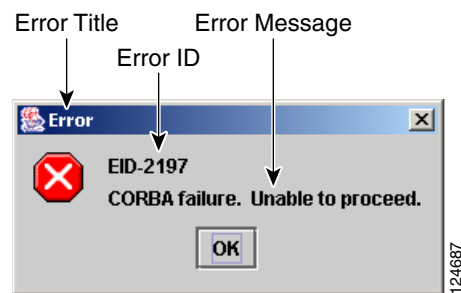 Error Title
Error Message
Error ID
Error
EID-2197
CORBA failure. Unable to proceed.
OK
124687